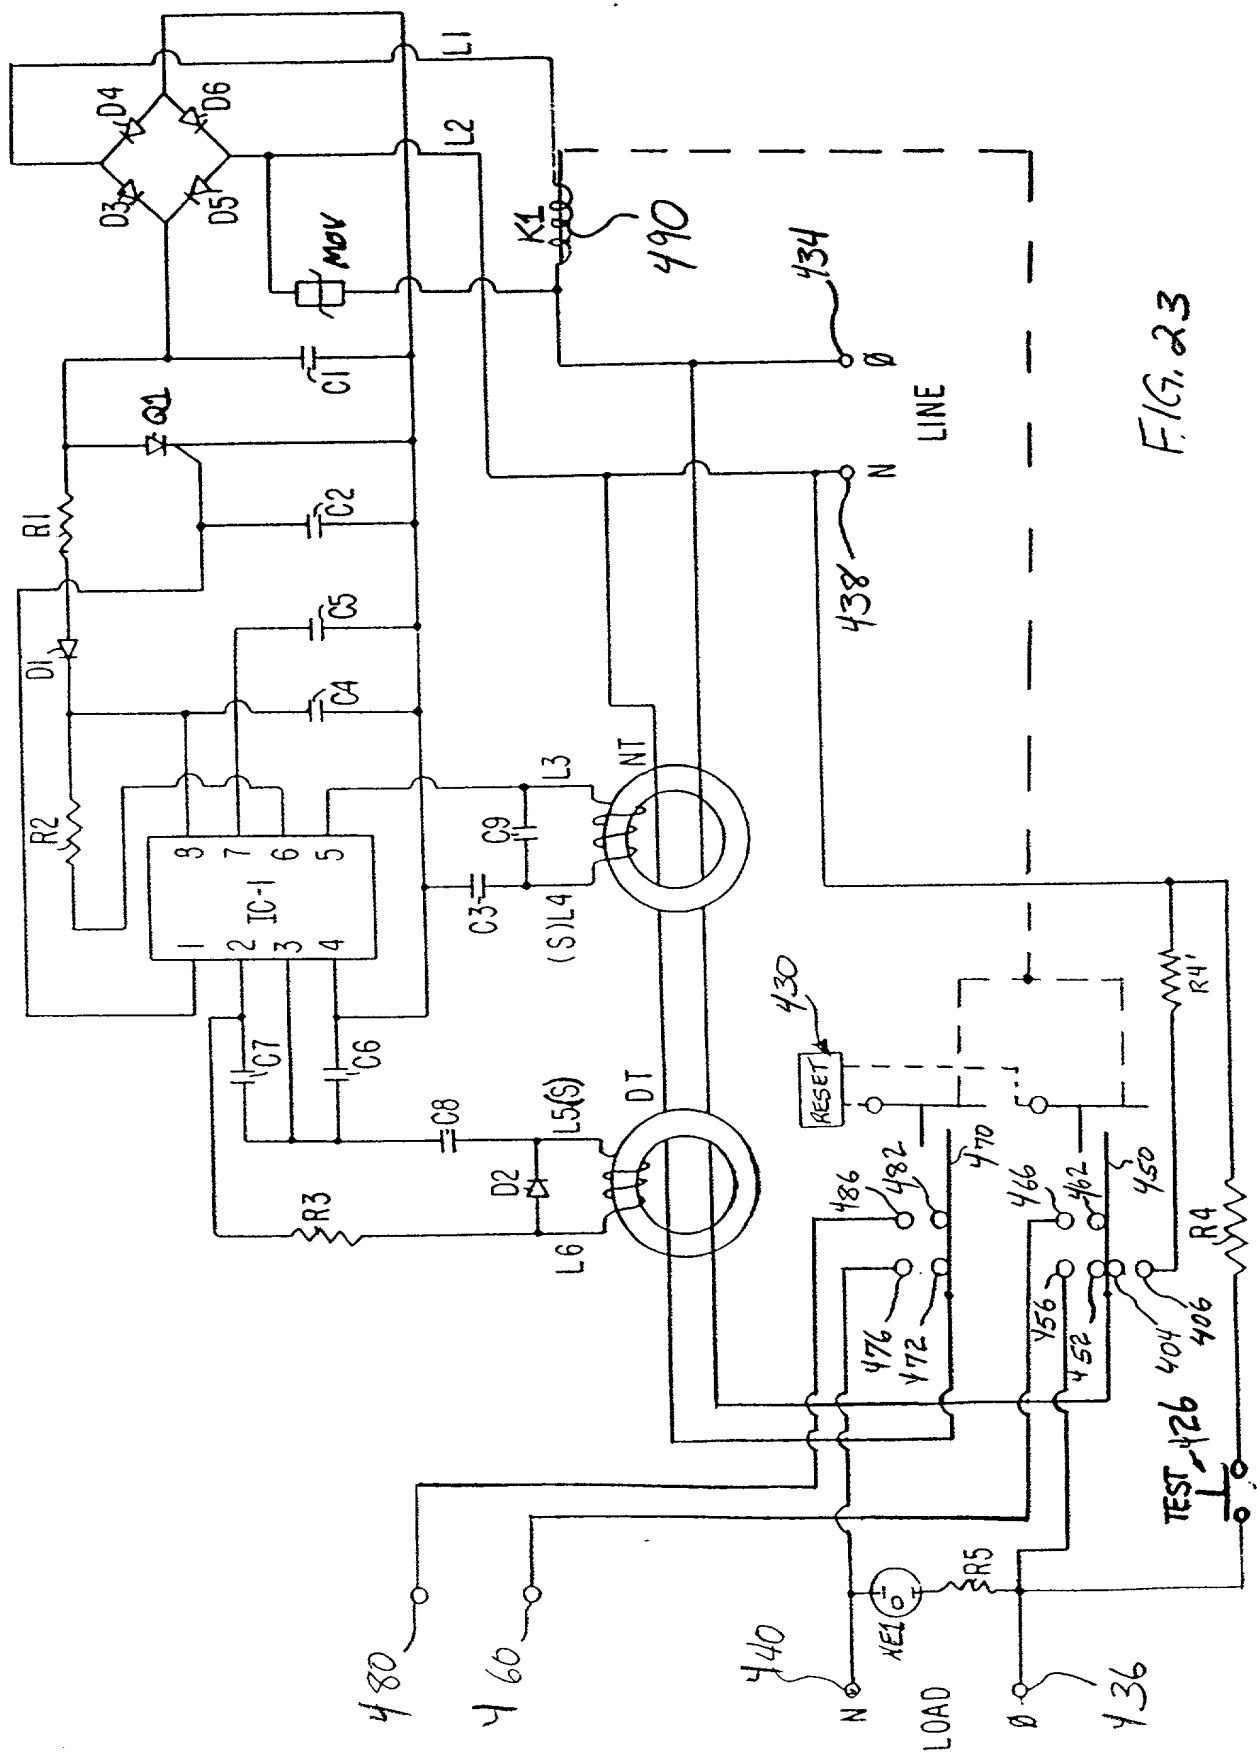 480
460
440
N
LOAD
Ø
436
NE1
R5
TEST
426
R4
R4'
476
472
486
482
470
456
452
404
406
466
462
450
RESET
430
R3
D2
L6
L5(S)
DT
C8
C7
C6
IC-1
1
2
3
4
8
7
6
5
R2
D1
R1
C3
(S)L4
C9
L3
NT
C4
C5
C2
Q1
C1
MOV
D3
D4
D5
D6
L1
L2
K1
490
438
N
LINE
Ø
434
FIG. 23